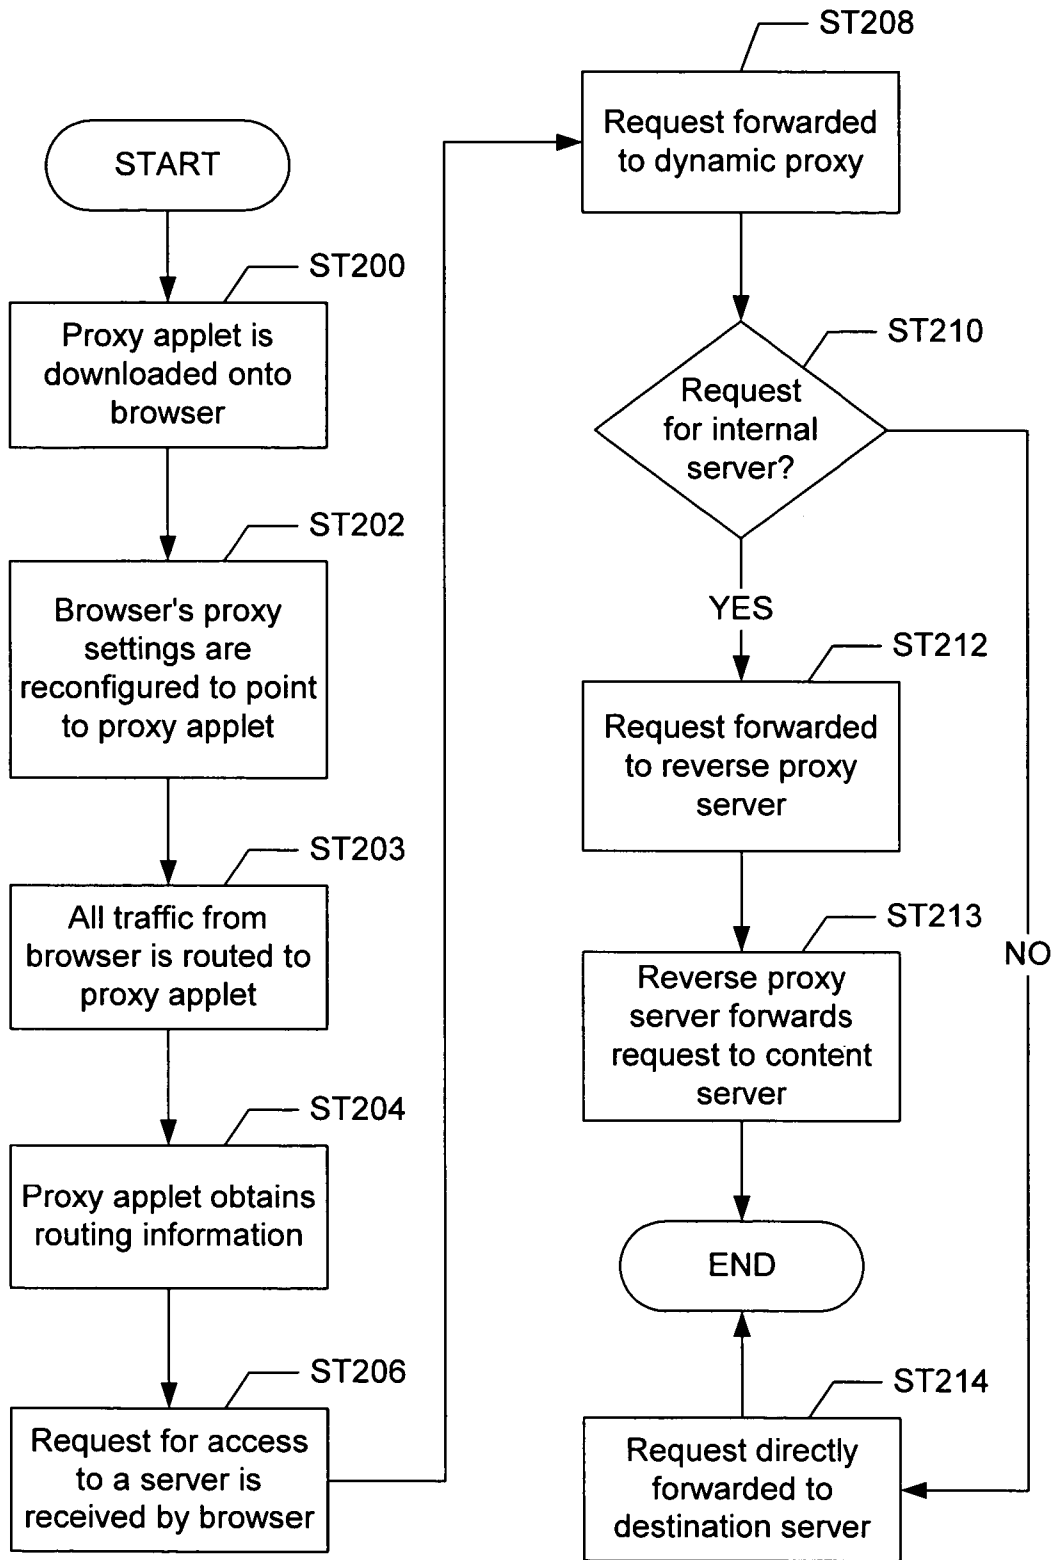 START
ST200
Proxy applet is
downloaded onto
browser
ST202
Browser's proxy
settings are
reconfigured to point
to proxy applet
ST203
All traffic from
browser is routed to
proxy applet
ST204
Proxy applet obtains
routing information
ST206
Request for access
to a server is
received by browser
ST208
Request forwarded
to dynamic proxy
ST210
Request
for internal
server?
YES
NO
ST212
Request forwarded
to reverse proxy
server
ST213
Reverse proxy
server forwards
request to content
server
END
ST214
Request directly
forwarded to
destination server